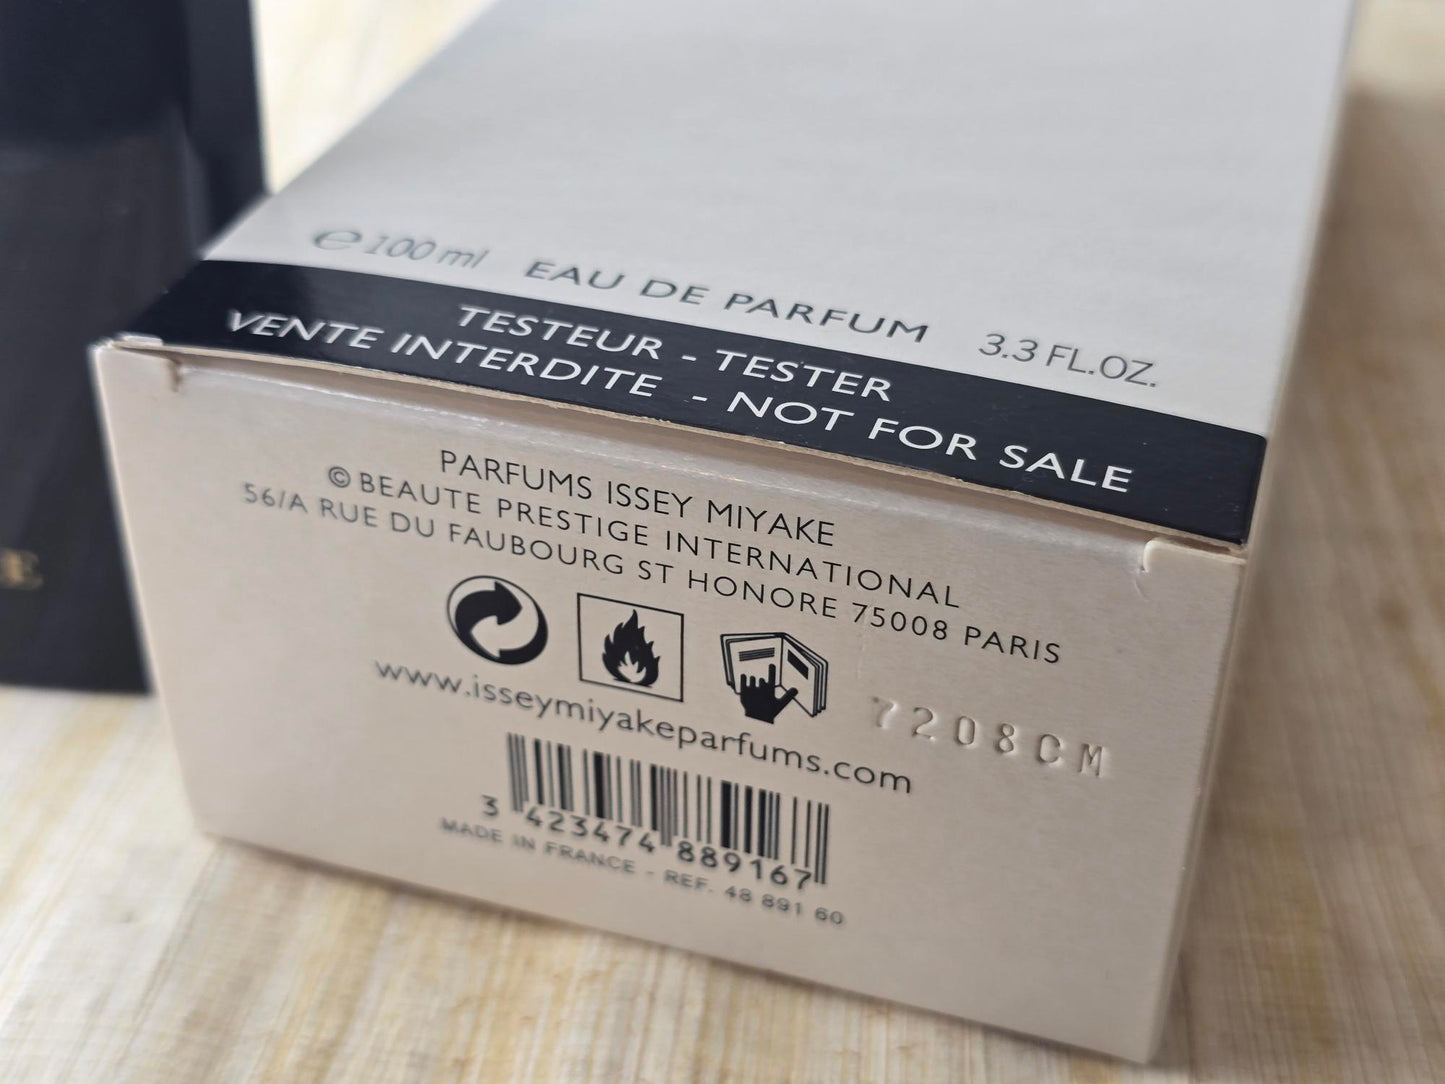 ℮ 100 ml EAU DE PARFUM 3.3 FL.OZ.
TESTEUR - TESTER
VENTE INTERDITE - NOT FOR SALE
PARFUMS ISSEY MIYAKE
© BEAUTE PRESTIGE INTERNATIONAL
56/A RUE DU FAUBOURG ST HONORE 75008 PARIS
www.isseymiyakeparfums.com
7208CM
3 423474 889167
MADE IN FRANCE - REF. 48 891 60